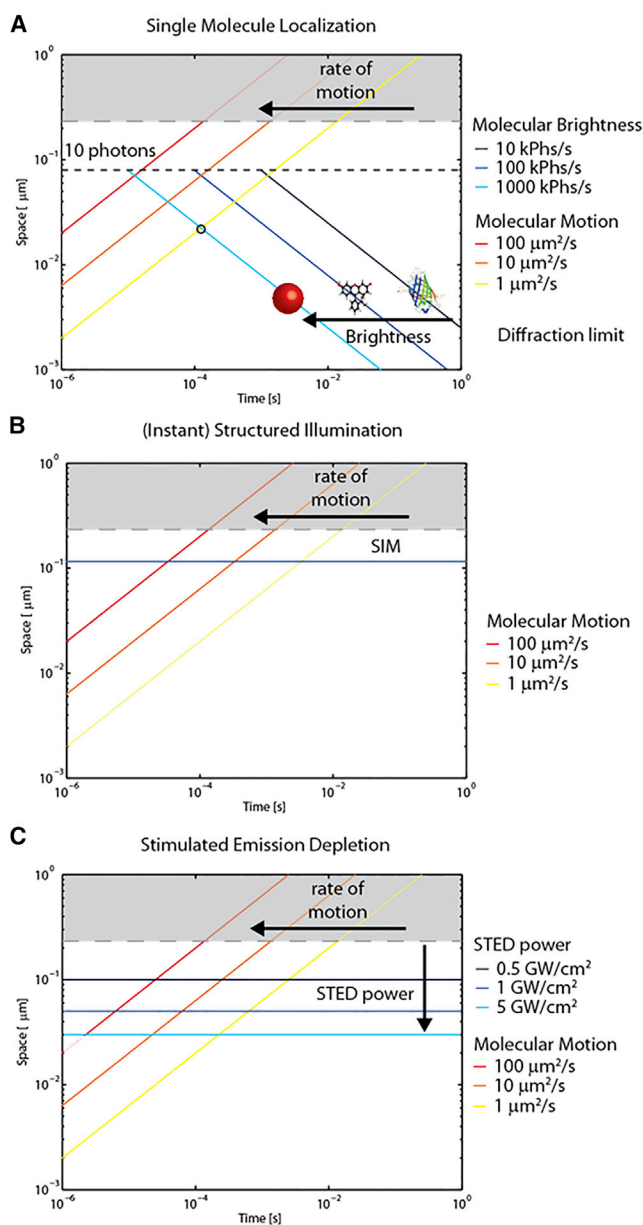 A
Single Molecule Localization
10⁰
10⁻¹
10⁻²
10⁻³
Space [ μm]
rate of
motion
10 photons
Brightness
10⁻⁶
10⁻⁴
10⁻²
10⁰
Time [s]
Molecular Brightness
10 kPhs/s
100 kPhs/s
1000 kPhs/s
Molecular Motion
100 μm²/s
10 μm²/s
1 μm²/s
Diffraction limit
B
(Instant) Structured Illumination
10⁰
10⁻¹
10⁻²
10⁻³
Space [ μm]
rate of
motion
SIM
10⁻⁶
10⁻⁴
10⁻²
10⁰
Time [s]
Molecular Motion
100 μm²/s
10 μm²/s
1 μm²/s
C
Stimulated Emission Depletion
10⁰
10⁻¹
10⁻²
10⁻³
Space [ μm]
rate of
motion
STED power
10⁻⁶
10⁻⁴
10⁻²
10⁰
Time [s]
STED power
0.5 GW/cm²
1 GW/cm²
5 GW/cm²
Molecular Motion
100 μm²/s
10 μm²/s
1 μm²/s